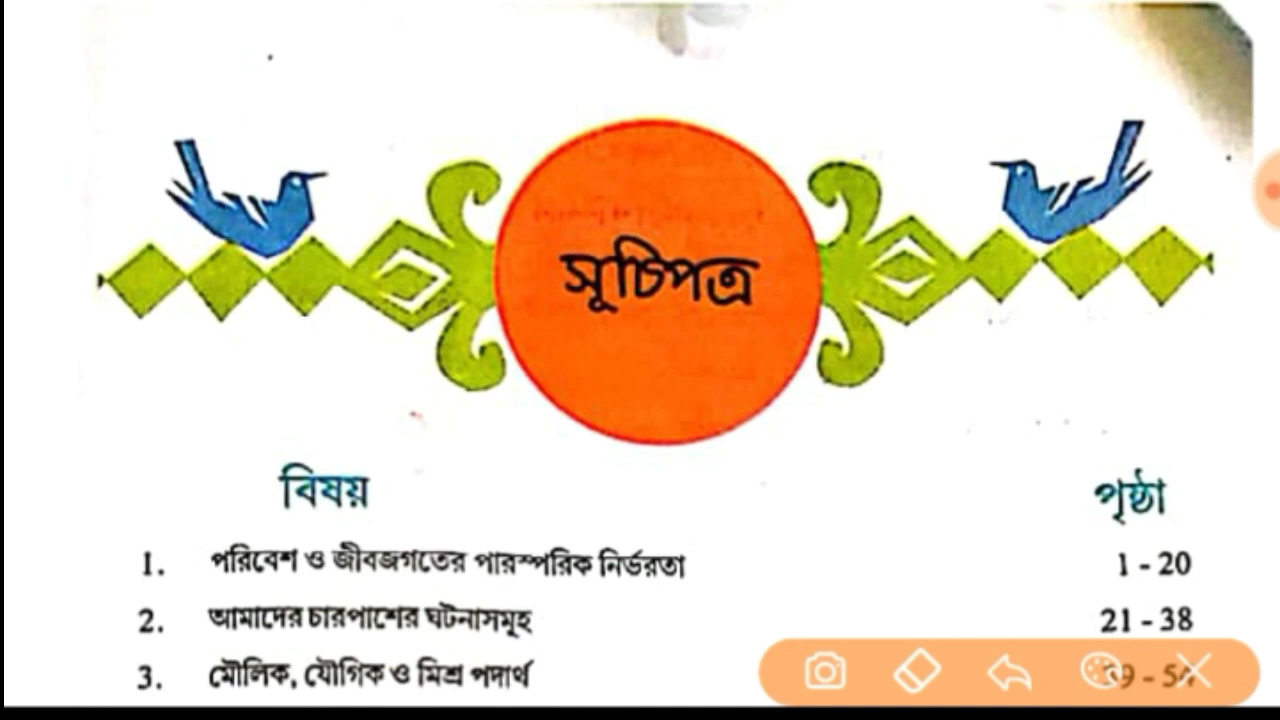 সূচিপত্র
বিষয় পৃষ্ঠা
1. পরিবেশ ও জীবজগতের পারস্পরিক নির্ভরতা 1 - 20
2. আমাদের চারপাশের ঘটনাসমূহ 21 - 38
3. মৌলিক, যৌগিক ও মিশ্র পদার্থ